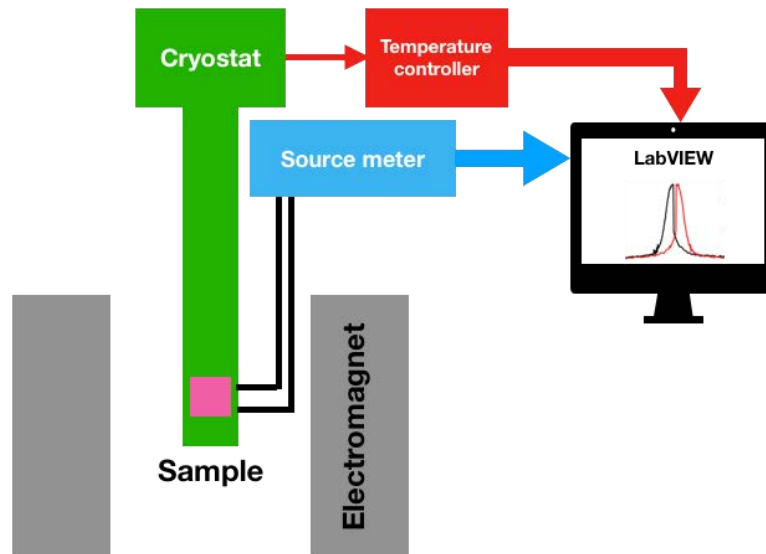 Cryostat
Temperature
controller
Source meter
LabVIEW
Electromagnet
Sample